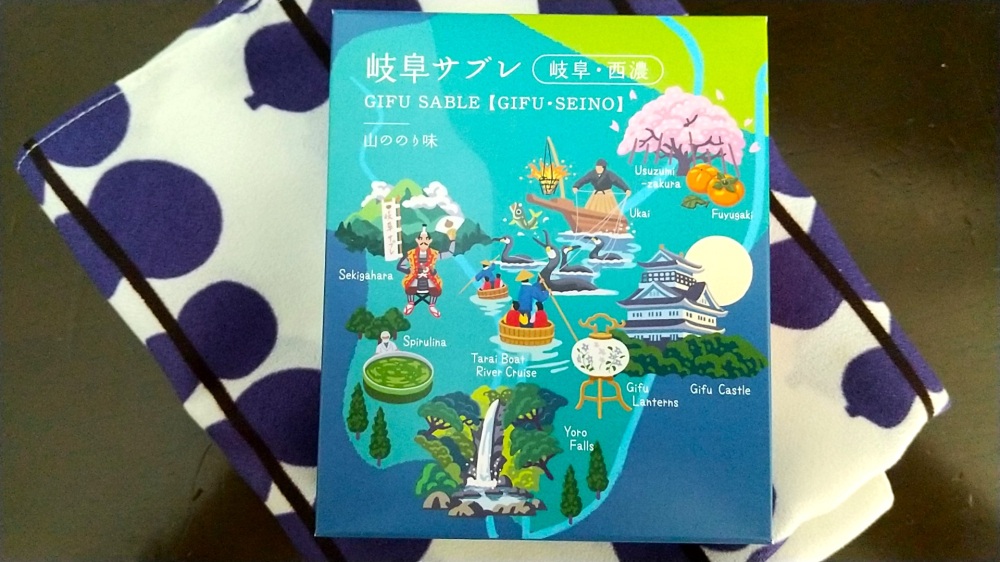 岐阜サブレ 岐阜・西濃
GIFU SABLE【GIFU・SEINO】
山ののり味
Usuzumi
-zakura
Ukai
Fuyugaki
Sekigahara
Spirulina
Tarai Boat
River Cruise
Gifu
Lanterns
Gifu Castle
Yoro
Falls